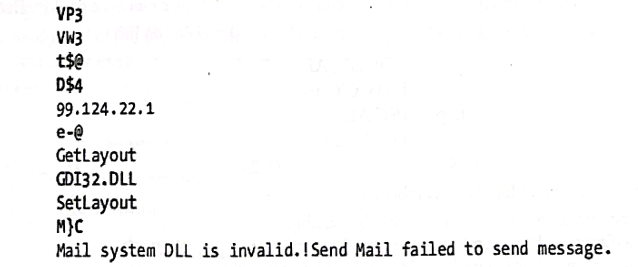 VP3
VW3
t$@
D$4
99.124.22.1
e-@
GetLayout
GDI32.DLL
SetLayout
M}C
Mail system DLL is invalid.!Send Mail failed to send message.